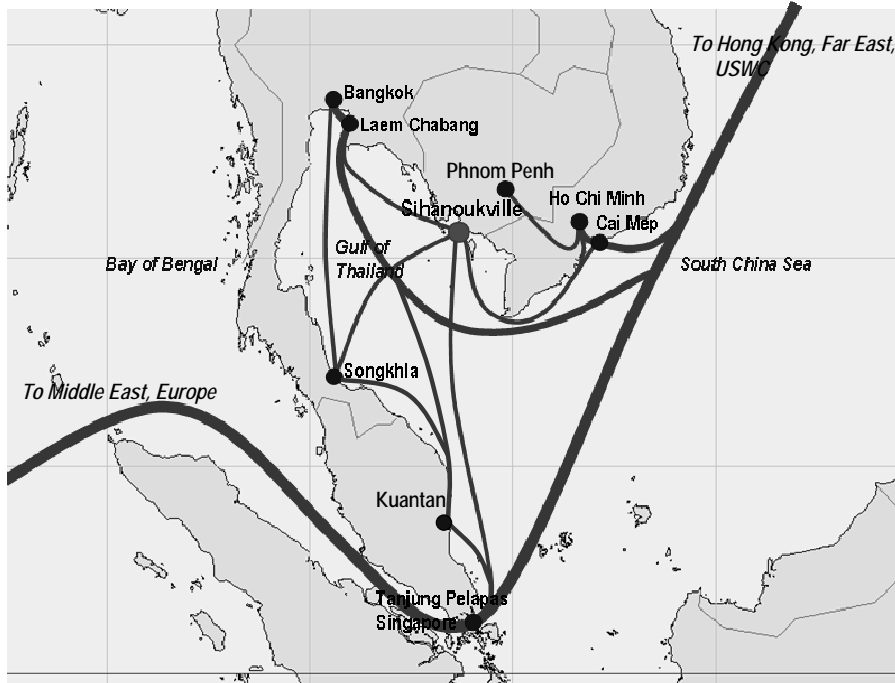 To Hong Kong, Far East,
USWC
Bangkok
Laem Chabang
Phnom Penh
Ho Chi Minh
Sihanoukville
Cai Mep
Gulf of
Thailand
Bay of Bengal
South China Sea
Songkhla
To Middle East, Europe
Kuantan
Tanjung Pelapas
Singapore